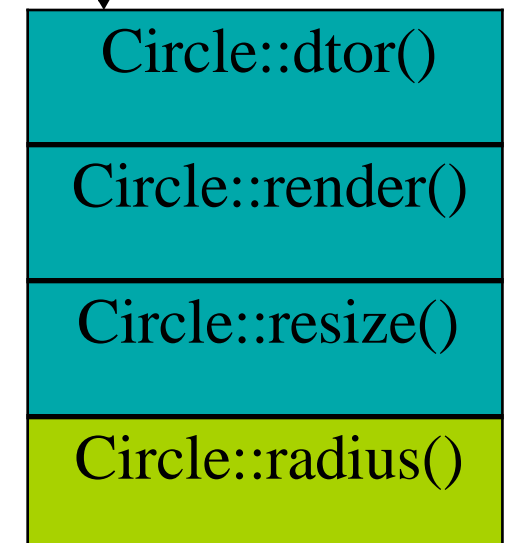 Circle::dtor()
Circle::render()
Circle::resize()
Circle::radius()